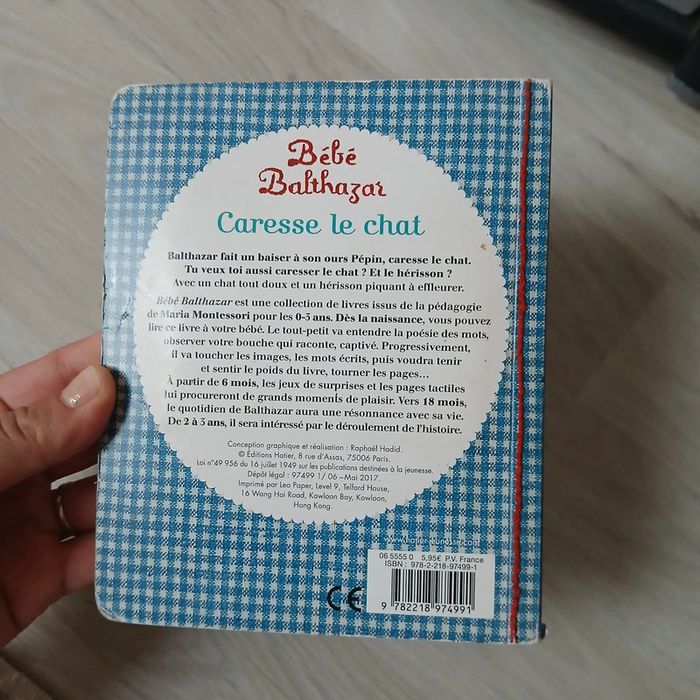 Bébé
Balthazar
Caresse le chat
Balthazar fait un baiser à son ours Pépin, caresse le chat.
Tu veux toi aussi caresser le chat ? Et le hérisson ?
Avec un chat tout doux et un hérisson piquant à effleurer.
Bébé Balthazar est une collection de livres issus de la pédagogie
de Maria Montessori pour les 0-3 ans. Dès la naissance, vous pouvez
lire ce livre à votre bébé. Le tout-petit va entendre la poésie des mots,
observer votre bouche qui raconte, captivé. Progressivement,
il va toucher les images, les mots écrits, puis voudra tenir
et sentir le poids du livre, tourner les pages...
À partir de 6 mois, les jeux de surprises et les pages tactiles
lui procureront de grands moments de plaisir. Vers 18 mois,
le quotidien de Balthazar aura une résonnance avec sa vie.
De 2 à 3 ans, il sera intéressé par le déroulement de l'histoire.
Conception graphique et réalisation : Raphaël Hadid.
© Éditions Hatier, 8 rue d'Assas, 75006 Paris.
Loi n°49 956 du 16 juillet 1949 sur les publications destinées à la jeunesse.
Dépôt légal : 97499 1/ 06 - Mai 2017.
Imprimé par Leo Paper, Level 9, Telford House,
16 Wang Hoi Road, Kowloon Bay, Kowloon,
Hong Kong.
www.hatier-jeunesse.com
06 5555 0 5,95€ P.V. France
ISBN : 978-2-218-97499-1
9 782218 974991
CE